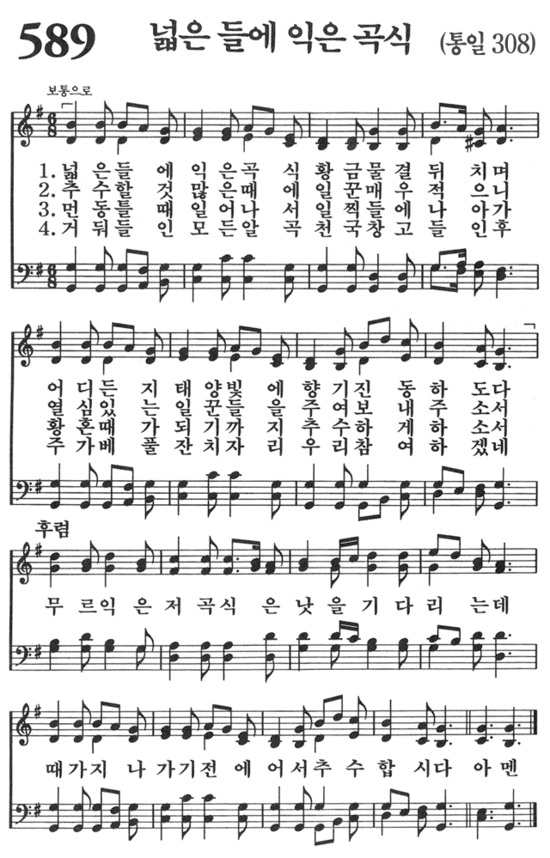 589 넓은 들에 익은 곡식 (통일 308)
보통으로
1. 넓은들에익은곡식황금물결뒤치며
2. 추수할것많은때에일꾼매우적으니
3. 먼동틀때일어나서일찍들에나아가
4. 거둬들인모든알곡천국창고들인후
어디든지태양빛에향기진동하도다
열심있는일꾼들을주여보내주소서
황혼때가되기까지추수하게하소서
주가베풀잔치자리우리참여하겠네
후렴
무르익은저곡식은낫을기다리는데
때가지나가기전에어서추수합시다아멘